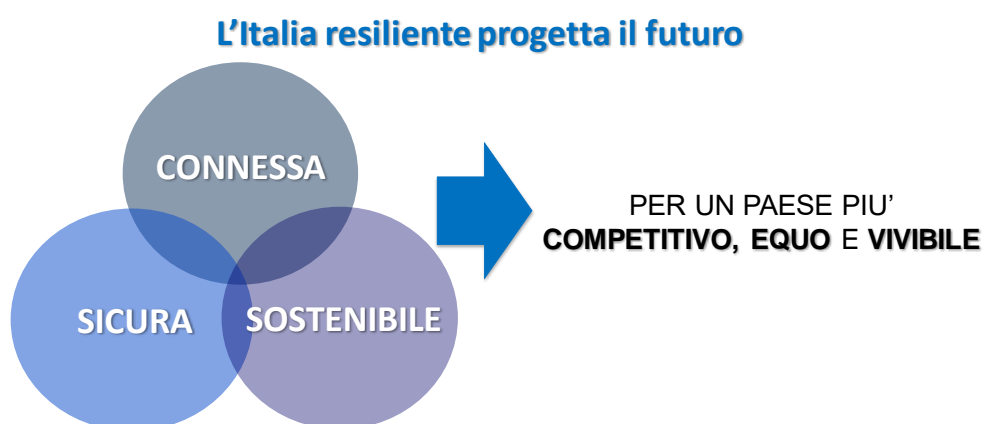 L'Italia resiliente progetta il futuro
CONNESSA
SICURA
SOSTENIBILE
PER UN PAESE PIU'
COMPETITIVO, EQUO E VIVIBILE